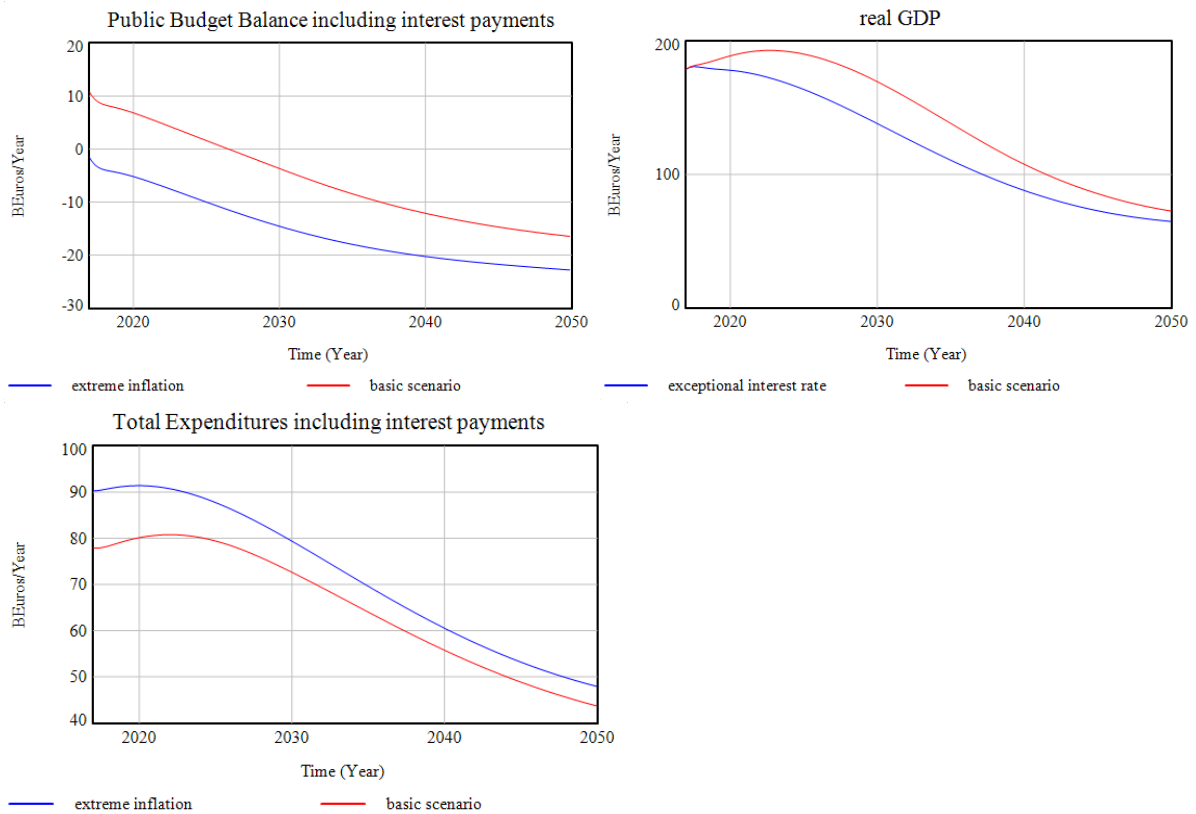 Public Budget Balance including interest payments
20
10
0
-10
-20
-30
BEuros/Year
2020 2030 2040 2050
Time (Year)
extreme inflation basic scenario
real GDP
200
100
0
BEuros/Year
2020 2030 2040 2050
Time (Year)
exceptional interest rate basic scenario
Total Expenditures including interest payments
100
90
80
70
60
50
40
BEuros/Year
2020 2030 2040 2050
Time (Year)
extreme inflation basic scenario